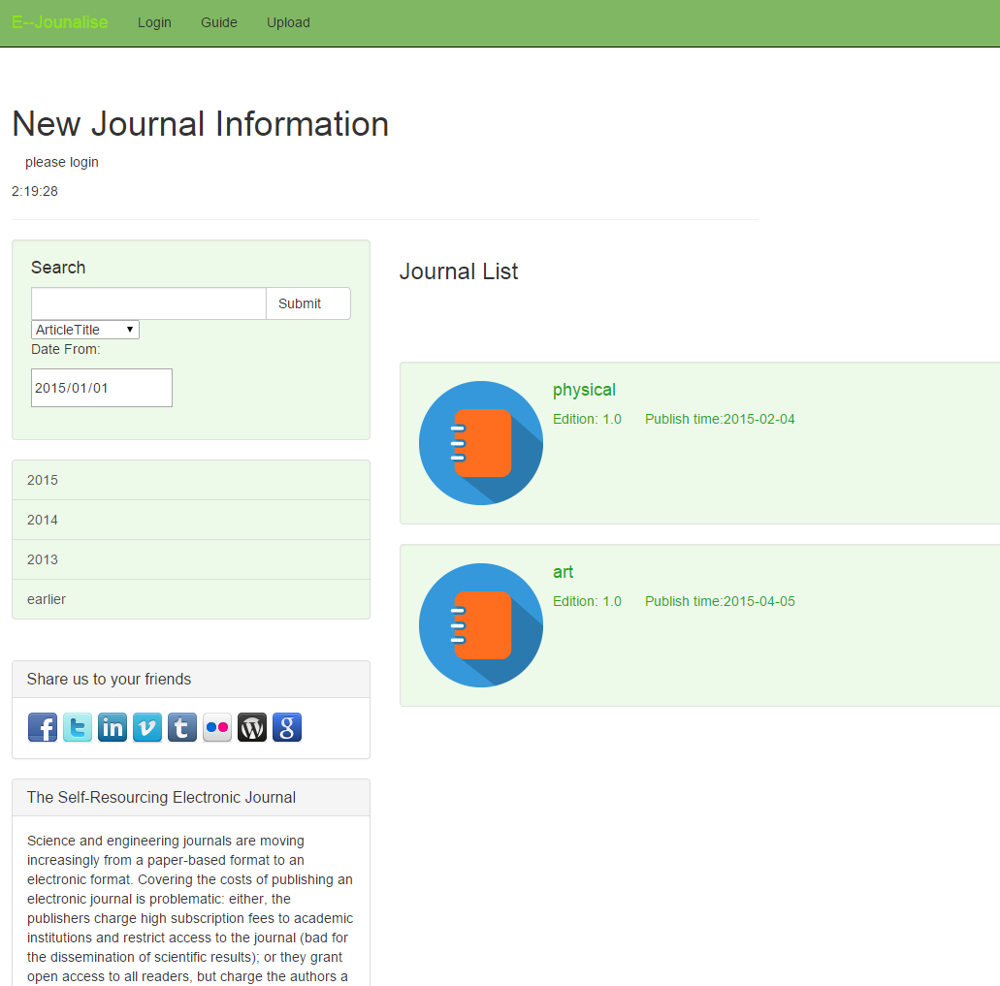 E--Jounalise Login Guide Upload
New Journal Information
please login
2:19:28
Search
Submit
ArticleTitle
Date From:
2015/01/01
2015
2014
2013
earlier
Share us to your friends
f t in v t W g
The Self-Resourcing Electronic Journal
Science and engineering journals are moving
increasingly from a paper-based format to an
electronic format. Covering the costs of publishing an
electronic journal is problematic: either, the
publishers charge high subscription fees to academic
institutions and restrict access to the journal (bad for
the dissemination of scientific results); or they grant
open access to all readers, but charge the authors a
Journal List
physical
Edition: 1.0 Publish time:2015-02-04
art
Edition: 1.0 Publish time:2015-04-05